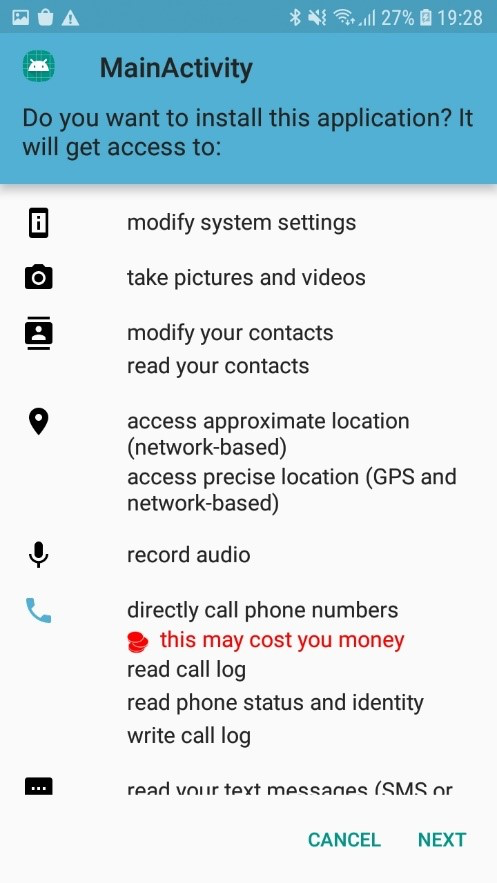 27% 19:28
MainActivity
Do you want to install this application? It
will get access to:
modify system settings
take pictures and videos
modify your contacts
read your contacts
access approximate location
(network-based)
access precise location (GPS and
network-based)
record audio
directly call phone numbers
this may cost you money
read call log
read phone status and identity
write call log
read your text messages (SMS or
CANCEL NEXT